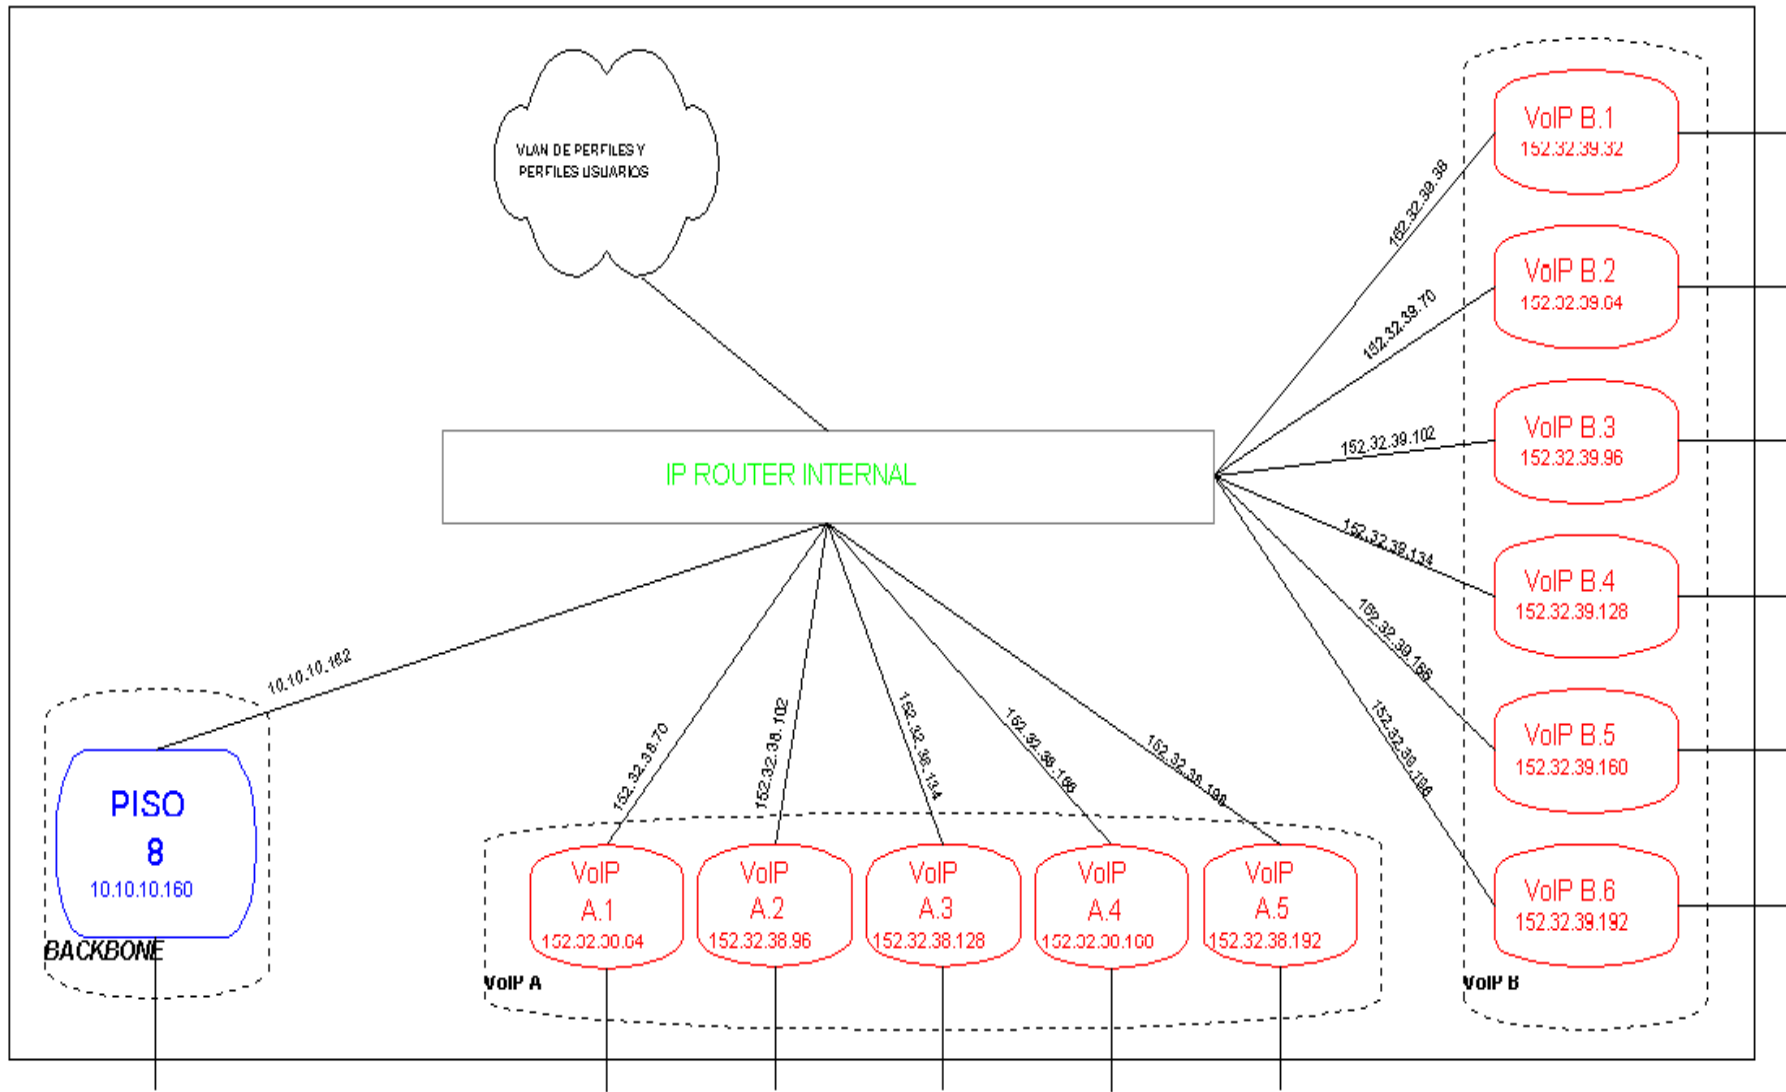 VLAN DE PERFILES Y
PERFILES USUARIOS
IP ROUTER INTERNAL
152.32.39.38
152.32.39.70
152.32.39.102
152.32.39.134
152.32.39.166
152.32.39.198
VoIP B.1
152.32.39.32
VoIP B.2
152.32.39.64
VoIP B.3
152.32.39.96
VoIP B.4
152.32.39.128
VoIP B.5
152.32.39.160
VoIP B.6
152.32.39.192
VoIP B
10.10.10.162
152.32.38.70
152.32.38.102
152.32.38.134
152.32.38.166
152.32.38.198
PISO
8
10.10.10.160
BACKBONE
VoIP
A.1
152.32.38.64
VoIP
A.2
152.32.38.96
VoIP
A.3
152.32.38.128
VoIP
A.4
152.32.38.160
VoIP
A.5
152.32.38.192
VoIP A